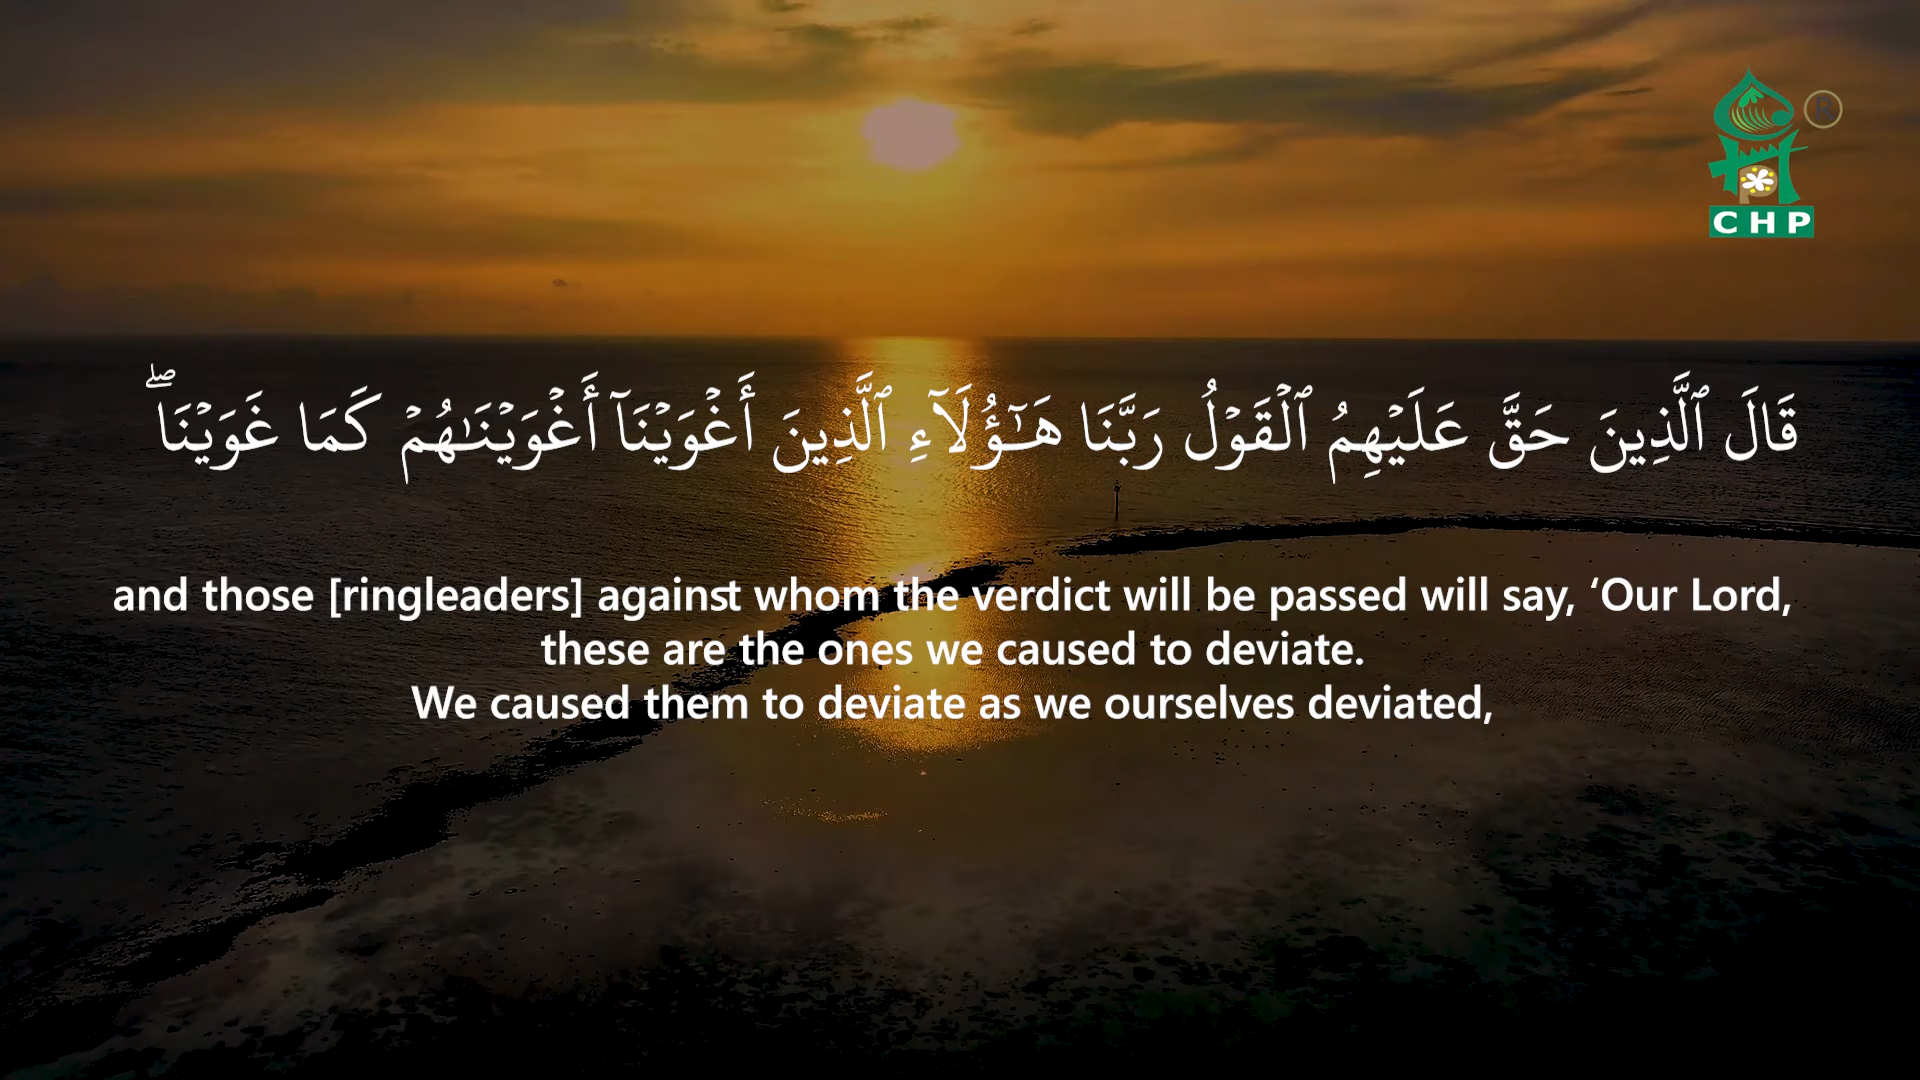 CHP
قَالَ ٱلَّذِينَ حَقَّ عَلَيْهِمُ ٱلْقَوْلُ رَبَّنَا هَـٰٓؤُلَآءِ ٱلَّذِينَ أَغْوَيْنَآ أَغْوَيْنَـٰهُمْ كَمَا غَوَيْنَا ۖ
and those [ringleaders] against whom the verdict will be passed will say, ‘Our Lord,
these are the ones we caused to deviate.
We caused them to deviate as we ourselves deviated,